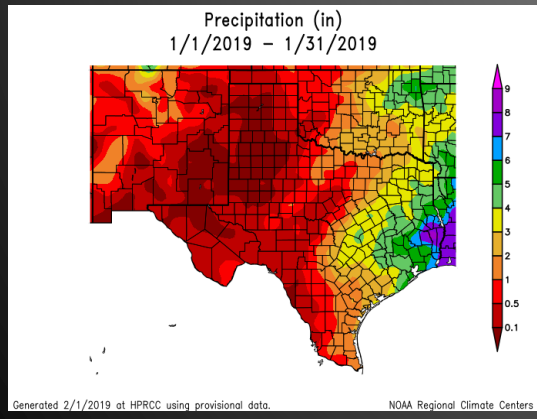 Precipitation (in)
1/1/2019 – 1/31/2019
9
8
7
6
5
4
3
2
1
0.5
0.1
Generated 2/1/2019 at HPRCC using provisional data.
NOAA Regional Climate Centers